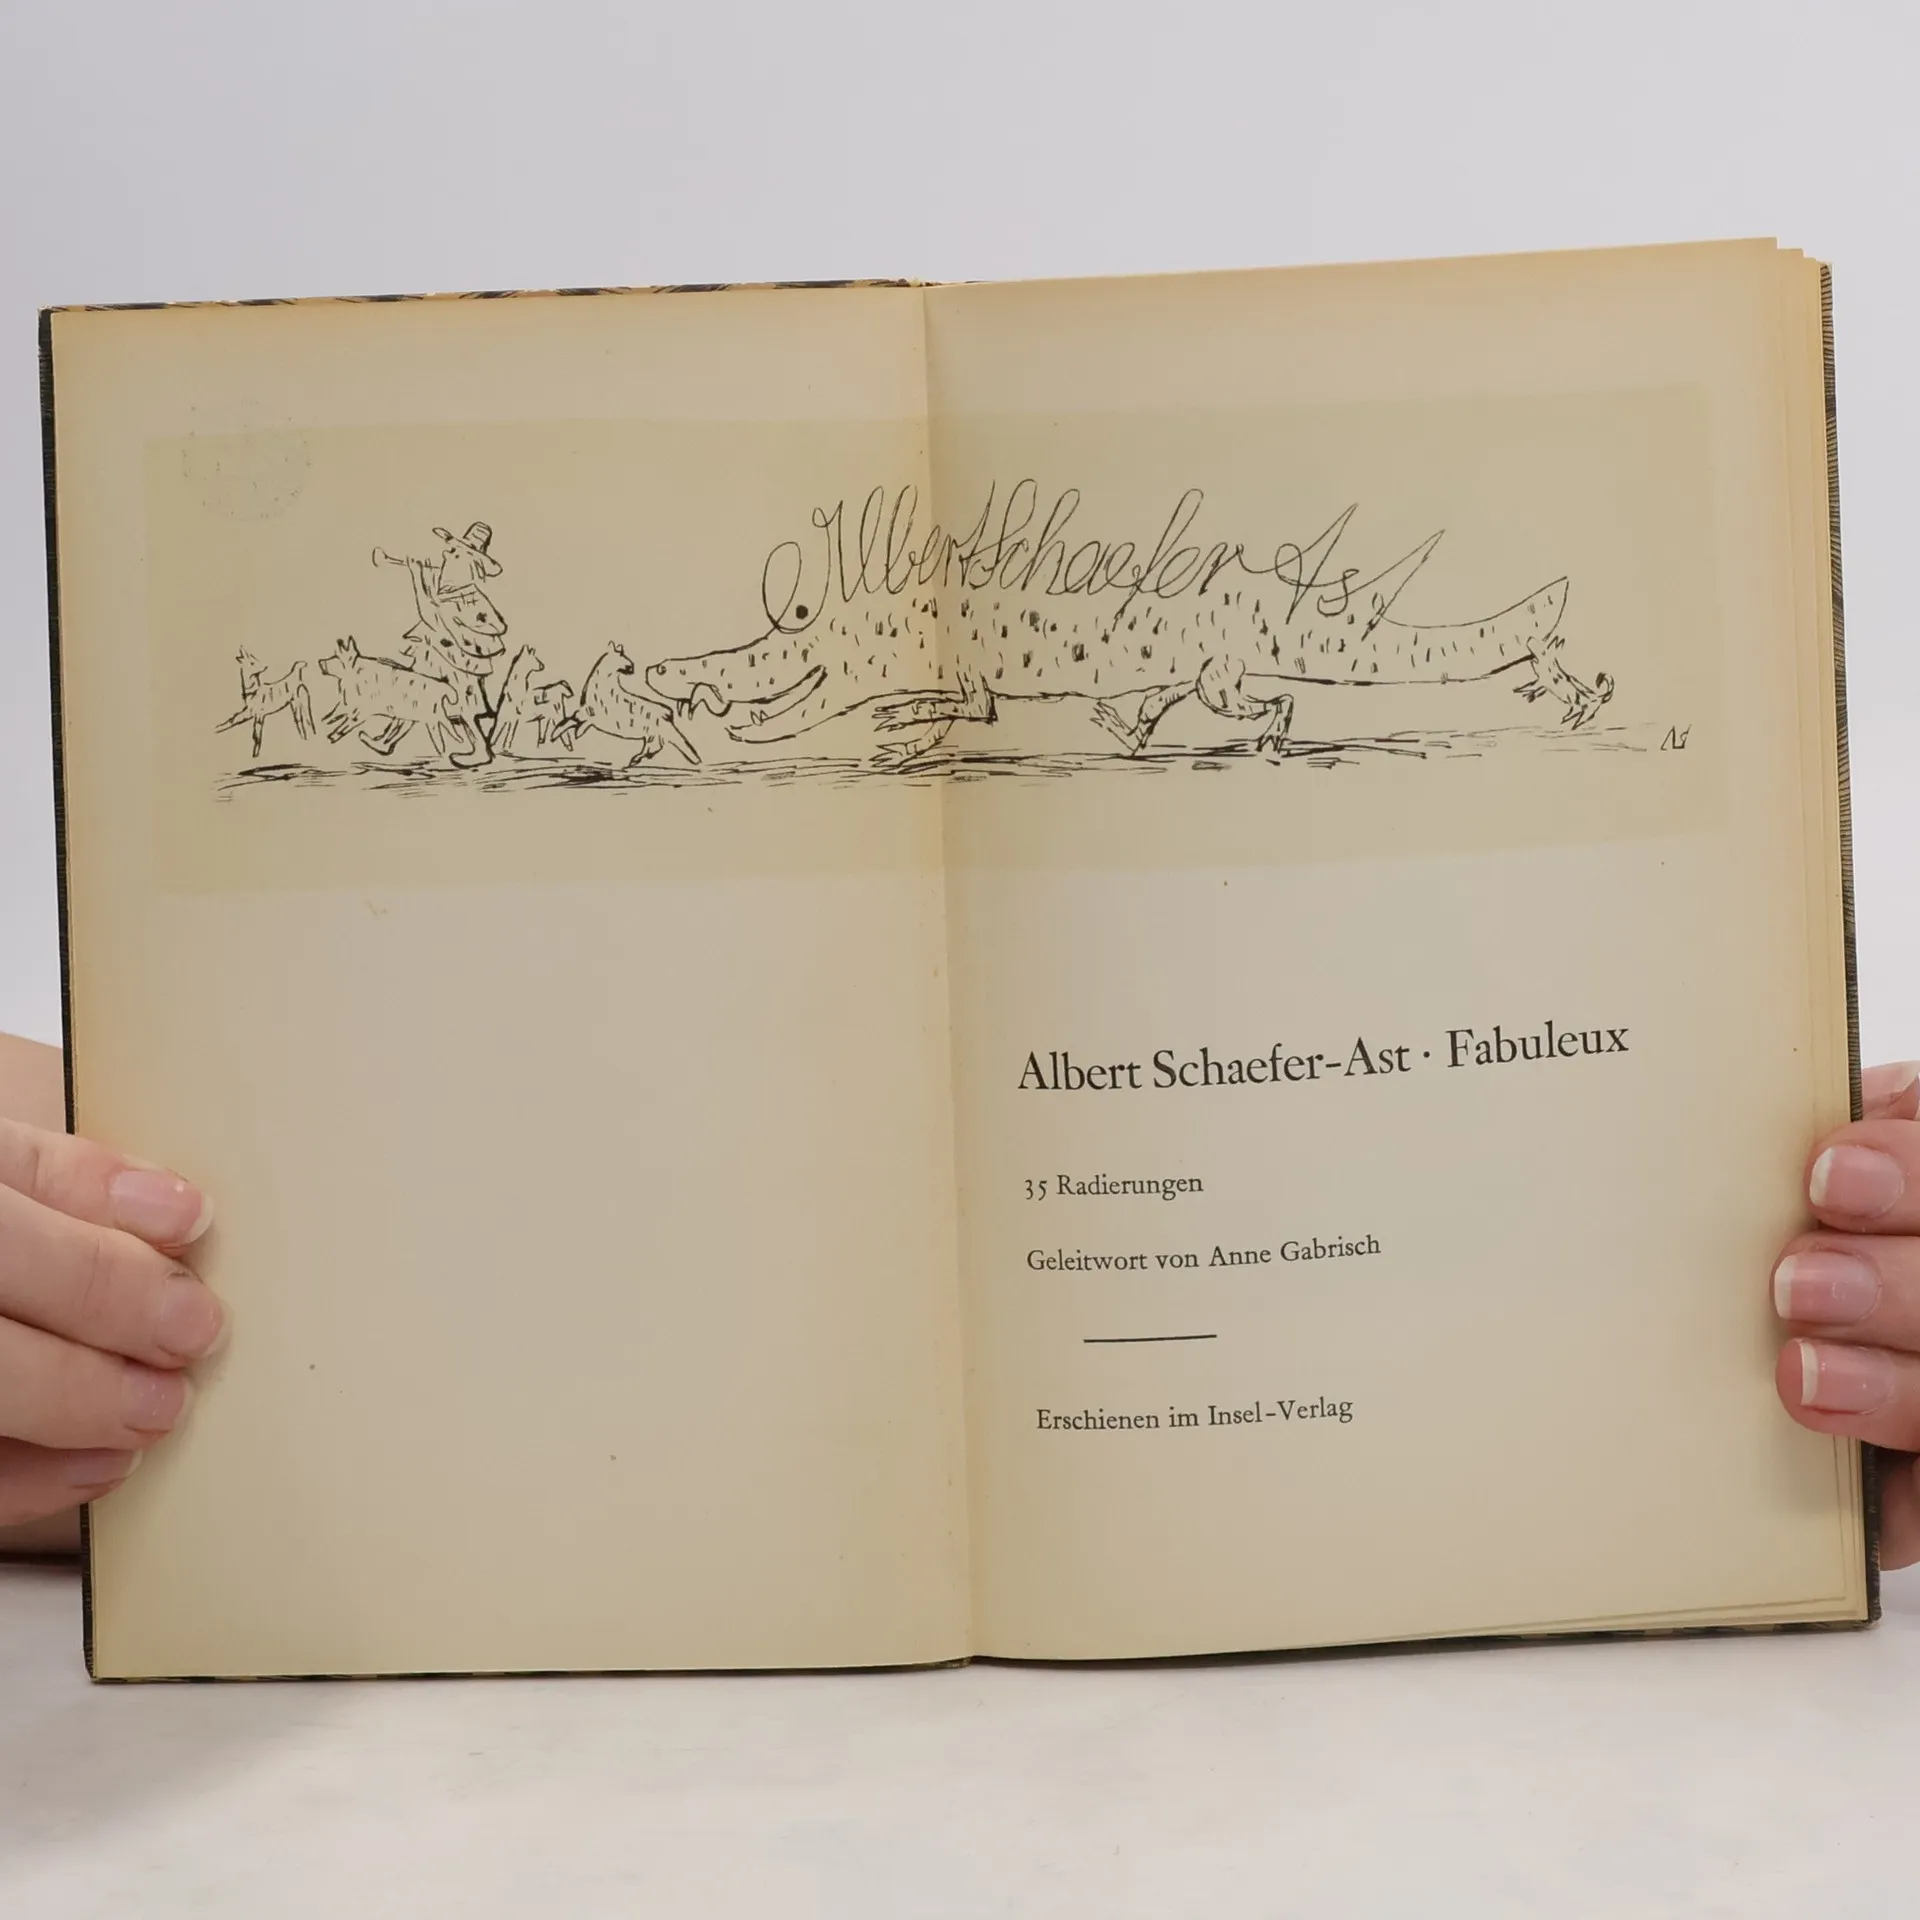 Albert Schaefer Ast
AS
Albert Schaefer-Ast · Fabuleux
35 Radierungen
Geleitwort von Anne Gabrisch
Erschienen im Insel-Verlag